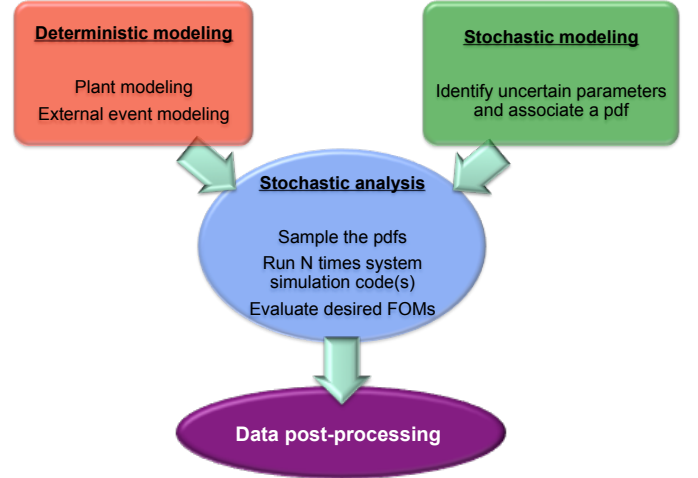 Deterministic modeling
Plant modeling
External event modeling
Stochastic modeling
Identify uncertain parameters
and associate a pdf
Stochastic analysis
Sample the pdfs
Run N times system
simulation code(s)
Evaluate desired FOMs
Data post-processing